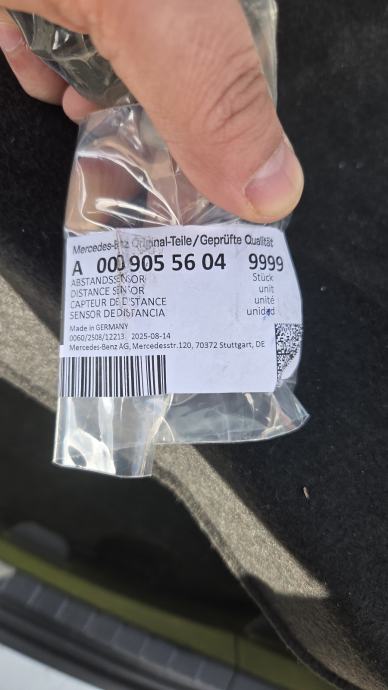 Mercedes-Benz Original-Teile/Geprüfte Qualität
A 000 905 56 04 9999
ABSTANDSSENSOR Stück
DISTANCE SENSOR unit
CAPTEUR DE DISTANCE unité
SENSOR DE DISTANCIA unidad
Made in GERMANY
0060/2508/12213 2025-08-14
Mercedes-Benz AG, Mercedesstr.120, 70372 Stuttgart, DE